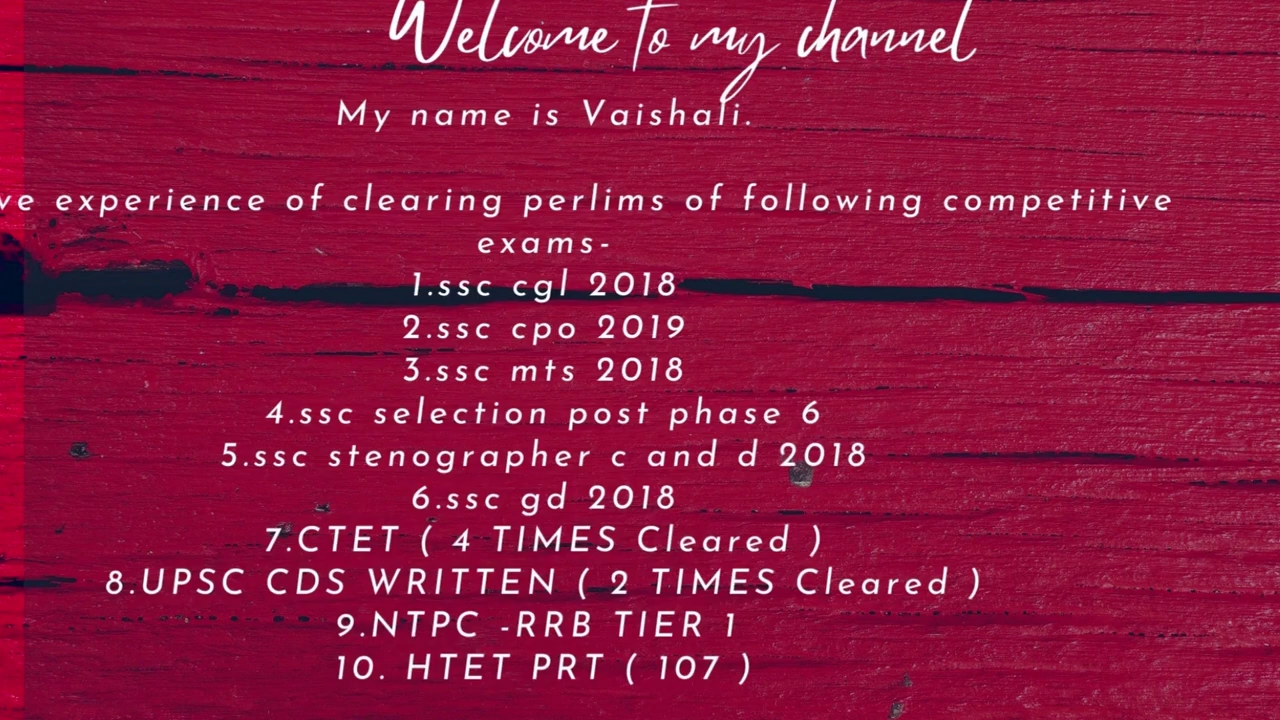 Welcome to my channel
My name is Vaishali.
ve experience of clearing perlims of following competitive
exams-
1.ssc cgl 2018
2.ssc cpo 2019
3.ssc mts 2018
4.ssc selection post phase 6
5.ssc stenographer c and d 2018
6.ssc gd 2018
7.CTET ( 4 TIMES Cleared )
8.UPSC CDS WRITTEN ( 2 TIMES Cleared )
9.NTPC -RRB TIER 1
10. HTET PRT ( 107 )